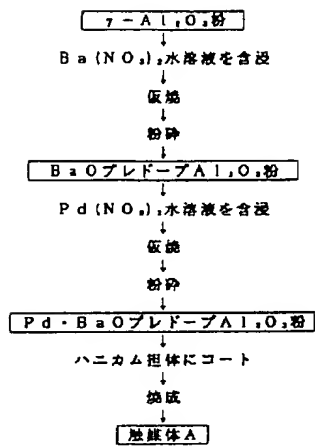 γ-Al₂O₃粉
↓
Ba(NO₃)₂水溶液を含浸
↓
仮焼
↓
粉砕
↓
BaOプレドープAl₂O₃粉
↓
Pd(NO₃)₂水溶液を含浸
↓
仮焼
↓
粉砕
↓
Pd・BaOプレドープAl₂O₃粉
↓
ハニカム担体にコート
↓
焼成
↓
触媒体A